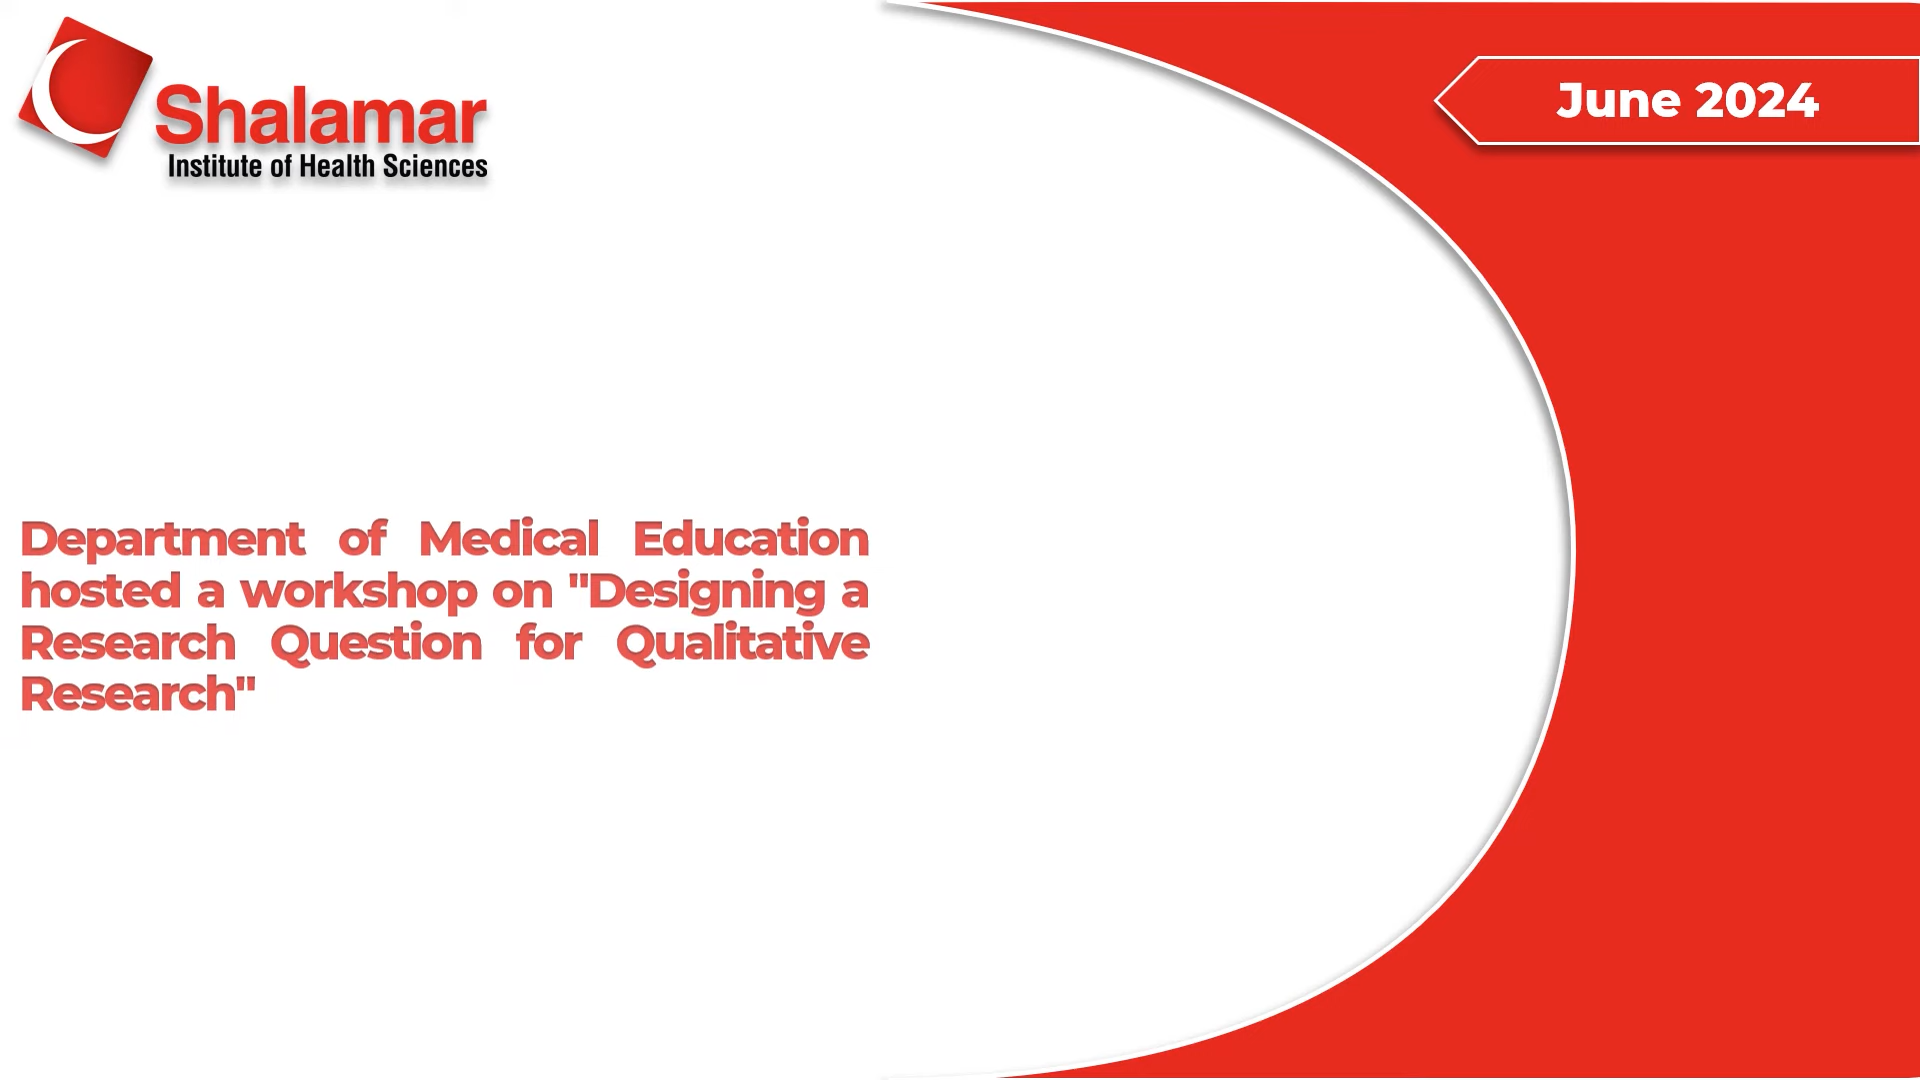 Shalamar
Institute of Health Sciences
June 2024
Department of Medical Education
hosted a workshop on "Designing a
Research Question for Qualitative
Research"